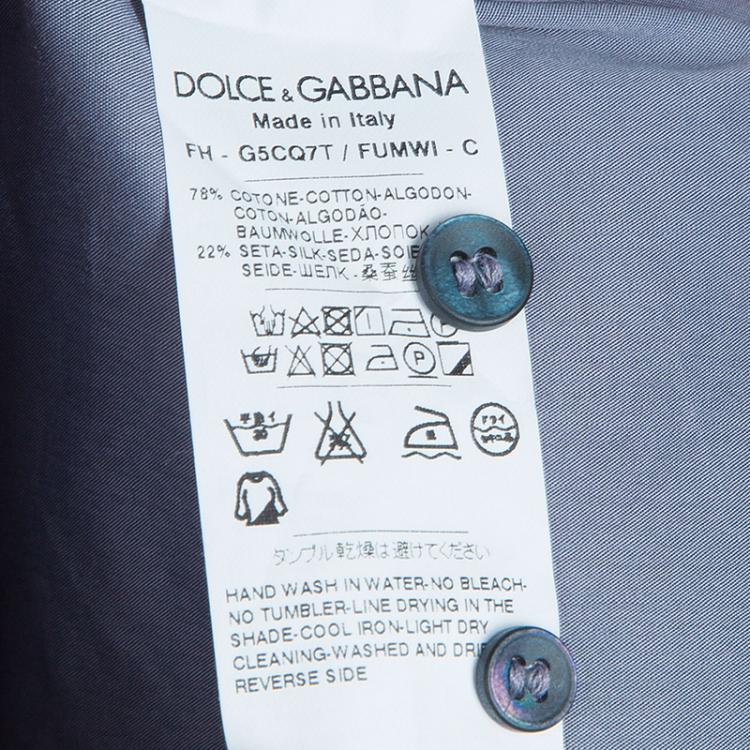 DOLCE & GABBANA
Made in Italy
FH - G5CQ7T / FUMWI - C
78% COTONE-COTTON-ALGODON-
COTON-ALGODÃO-
BAUMWOLLE-ХЛОПОК
22% SETA-SILK-SEDA-SOIE
SEIDE-ШЕЛК-桑蚕丝
P
ドライ
タンブル乾燥は避けてください
HAND WASH IN WATER-NO BLEACH-
NO TUMBLER-LINE DRYING IN THE
SHADE-COOL IRON-LIGHT DRY
CLEANING-WASHED AND
REVERSE SIDE